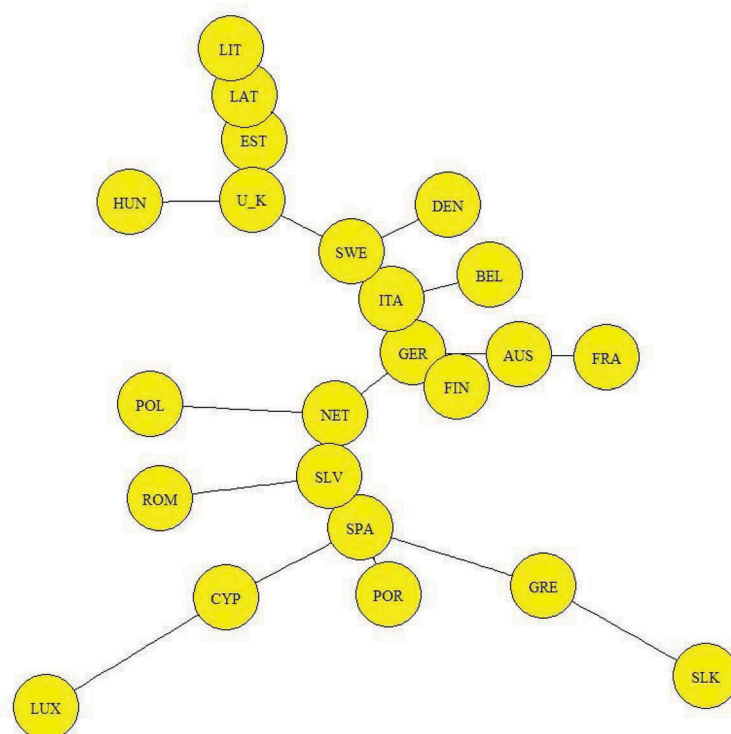 LIT
LAT
EST
HUN
U_K
DEN
SWE
BEL
ITA
GER
AUS
FRA
FIN
POL
NET
SLV
ROM
SPA
GRE
CYP
POR
SLK
LUX